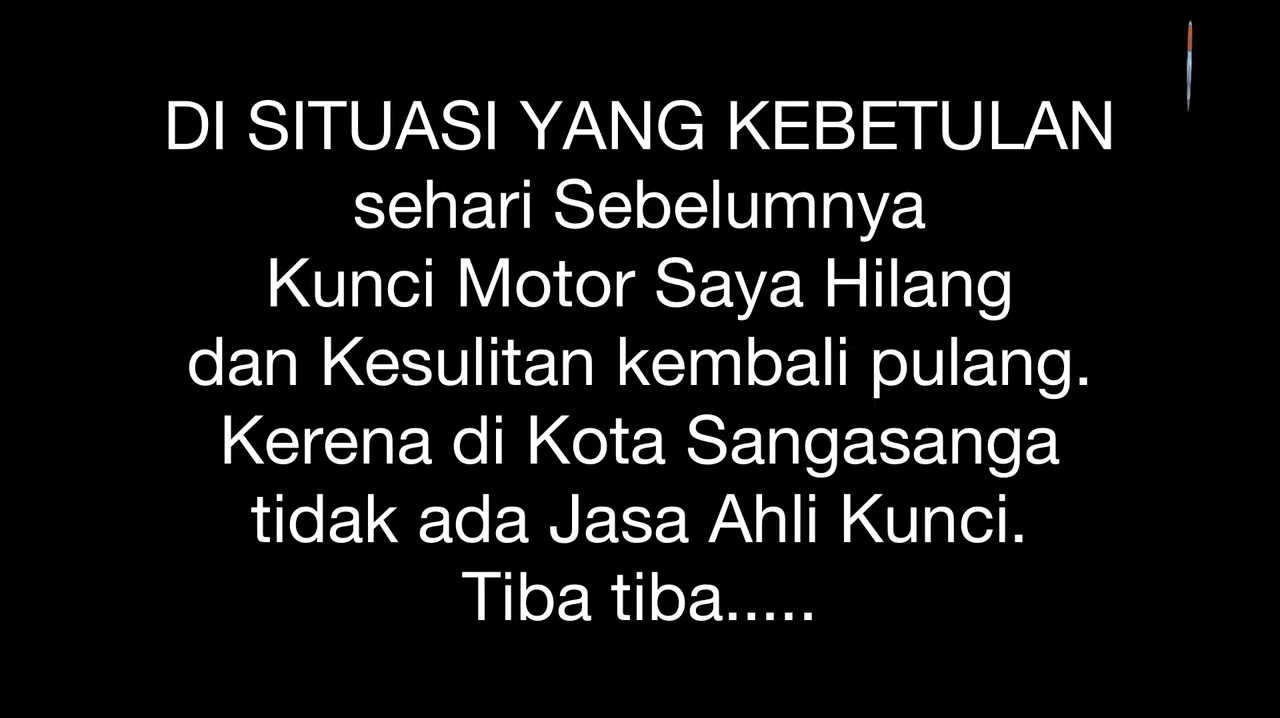 DI SITUASI YANG KEBETULAN
sehari Sebelumnya
Kunci Motor Saya Hilang
dan Kesulitan kembali pulang.
Kerena di Kota Sangasanga
tidak ada Jasa Ahli Kunci.
Tiba tiba.....